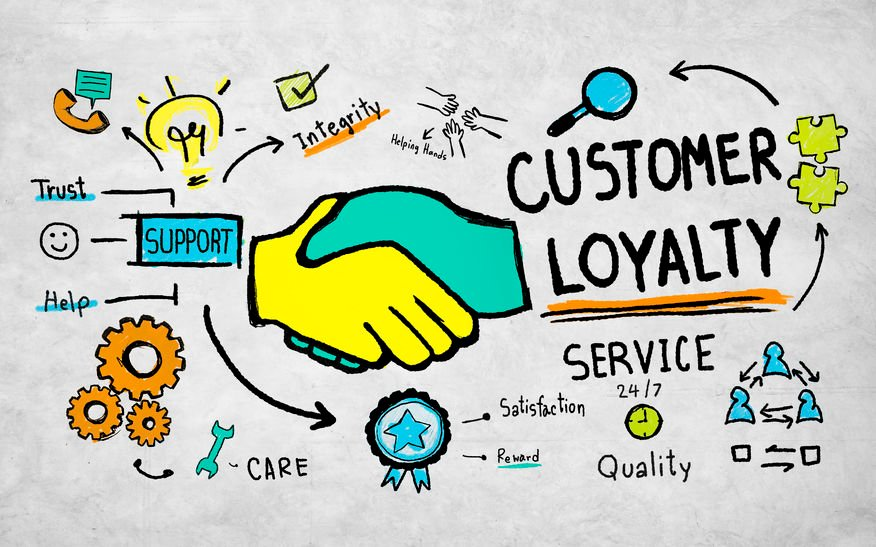 Integrity
Helping Hands
CUSTOMER
LOYALTY
Trust
SUPPORT
Help
SERVICE
24/7
Quality
Satisfaction
Reward
CARE